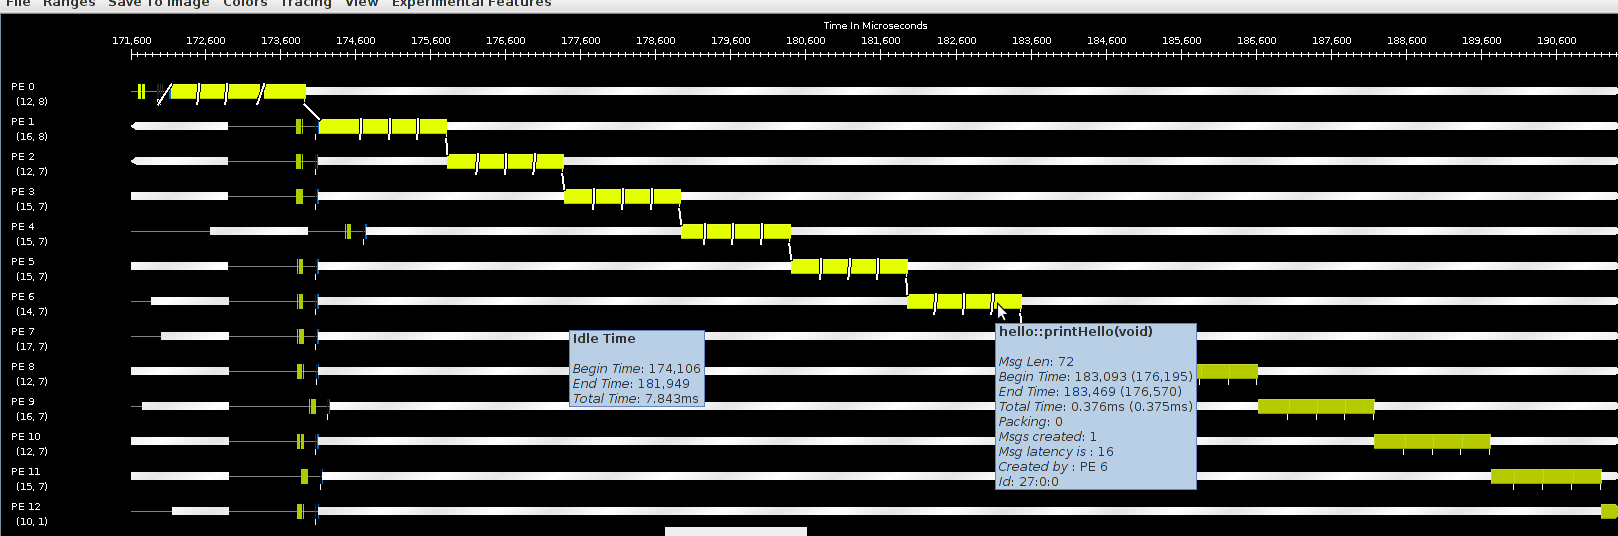 File Ranges Save To Image Colors Tracing View Experimental Features
Time In Microseconds
171,600 172,600 173,600 174,600 175,600 176,600 177,600 178,600 179,600 180,600 181,600 182,600 183,600 184,600 185,600 186,600 187,600 188,600 189,600 190,600
PE 0
(12, 8)
PE 1
(16, 8)
PE 2
(12, 7)
PE 3
(15, 7)
PE 4
(15, 7)
PE 5
(15, 7)
PE 6
(14, 7)
PE 7
(17, 7)
PE 8
(12, 7)
PE 9
(16, 7)
PE 10
(12, 7)
PE 11
(15, 7)
PE 12
(10, 1)
Idle Time
Begin Time: 174,106
End Time: 181,949
Total Time: 7.843ms
hello::printHello(void)
Msg Len: 72
Begin Time: 183,093 (176,195)
End Time: 183,469 (176,570)
Total Time: 0.376ms (0.375ms)
Packing: 0
Msgs created: 1
Msg latency is : 16
Created by : PE 6
Id: 27:0:0